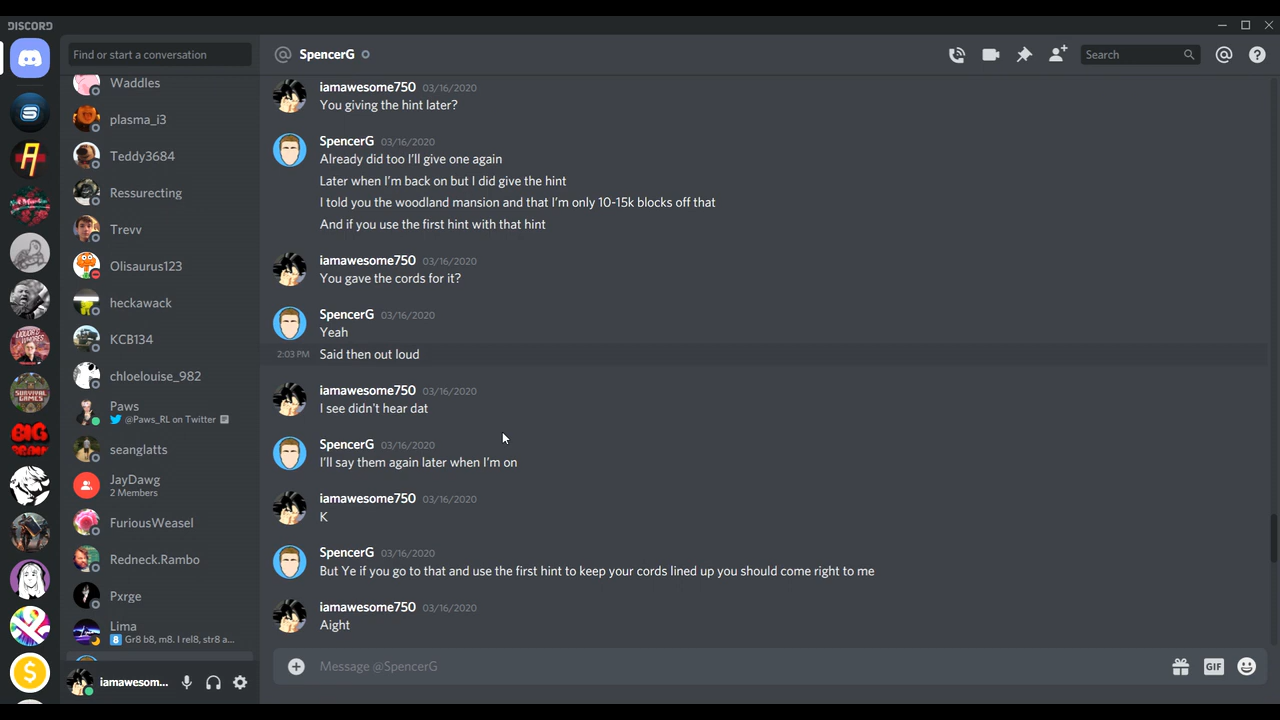 DISCORD
Find or start a conversation
SpencerG
Search
Waddles
plasma_i3
Teddy3684
Ressurecting
Trevv
Olisaurus123
heckawack
KCB134
chloelouise_982
Paws
@Paws_RL on Twitter
seanglatts
JayDawg
2 Members
FuriousWeasel
Redneck.Rambo
Pxrge
Lima
8 Gr8 b8, m8. I rel8, str8 a...
iamawesom...
iamawesome750 03/16/2020
You giving the hint later?
SpencerG 03/16/2020
Already did too I'll give one again
Later when I'm back on but I did give the hint
I told you the woodland mansion and that I'm only 10-15k blocks off that
And if you use the first hint with that hint
iamawesome750 03/16/2020
You gave the cords for it?
SpencerG 03/16/2020
Yeah
2:03 PM Said then out loud
iamawesome750 03/16/2020
I see didn't hear dat
SpencerG 03/16/2020
I'll say them again later when I'm on
iamawesome750 03/16/2020
K
SpencerG 03/16/2020
But Ye if you go to that and use the first hint to keep your cords lined up you should come right to me
iamawesome750 03/16/2020
Aight
Message @SpencerG
GIF